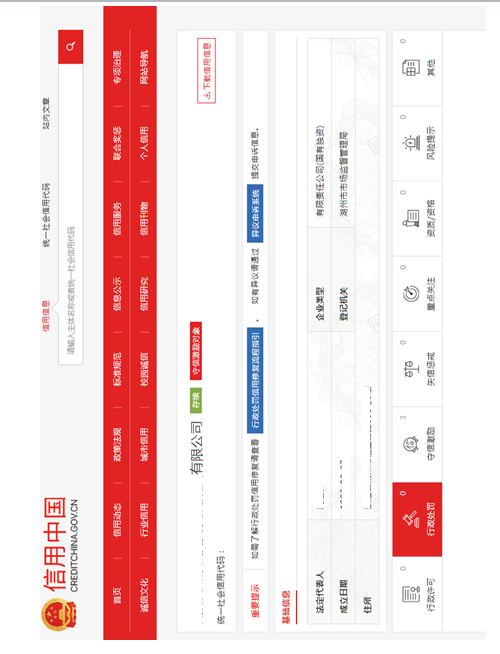 信用中国
CREDITCHINA.GOV.CN
信用信息 统一社会信用代码 站内文章
请输入主体名称或者统一社会信用代码
首页 信用动态 政策法规 标准规范 信息公示 信用服务 联合奖惩 专项治理
诚信文化 行业信用 城市信用 校园诚信 信用研究 信用刊物 个人信用 网站导航
有限公司 存续 守信激励对象
下载信用信息
统一社会信用代码：
重要提示 如需了解行政处罚信用修复请查看 行政处罚信用修复流程指引 。 如有异议请通过 异议申诉系统 提交申诉信息。
基础信息
法定代表人 企业类型 有限责任公司(国有独资)
成立日期 登记机关 湖州市市场监督管理局
住所
0 0 3 0 0 0 0 0
行政许可 行政处罚 守信激励 失信惩戒 重点关注 资质/资格 风险提示 其他